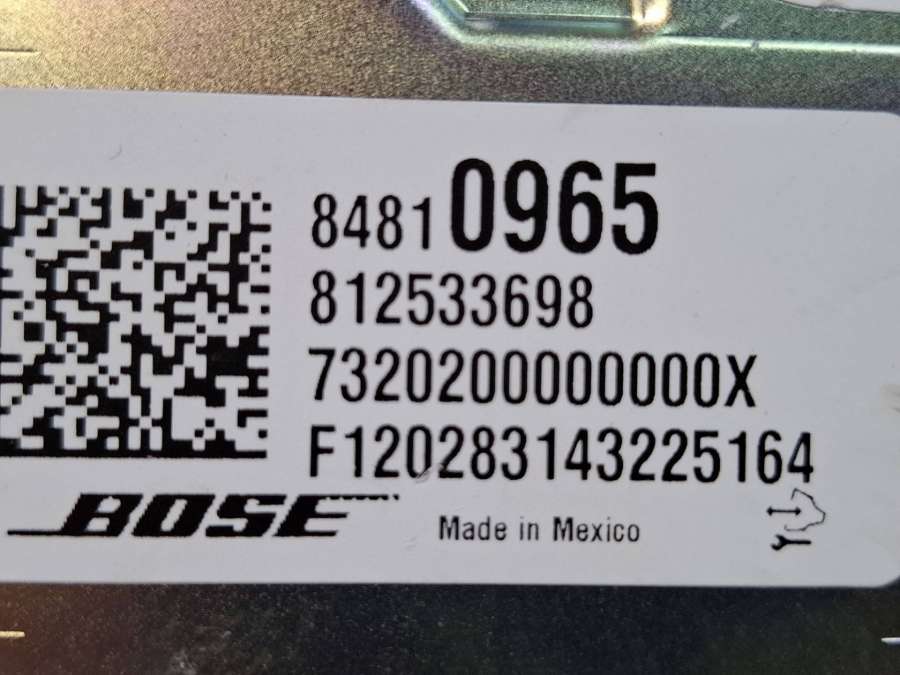 84810965
812533698
7320200000000X
F120283143225164
BOSE
Made in Mexico